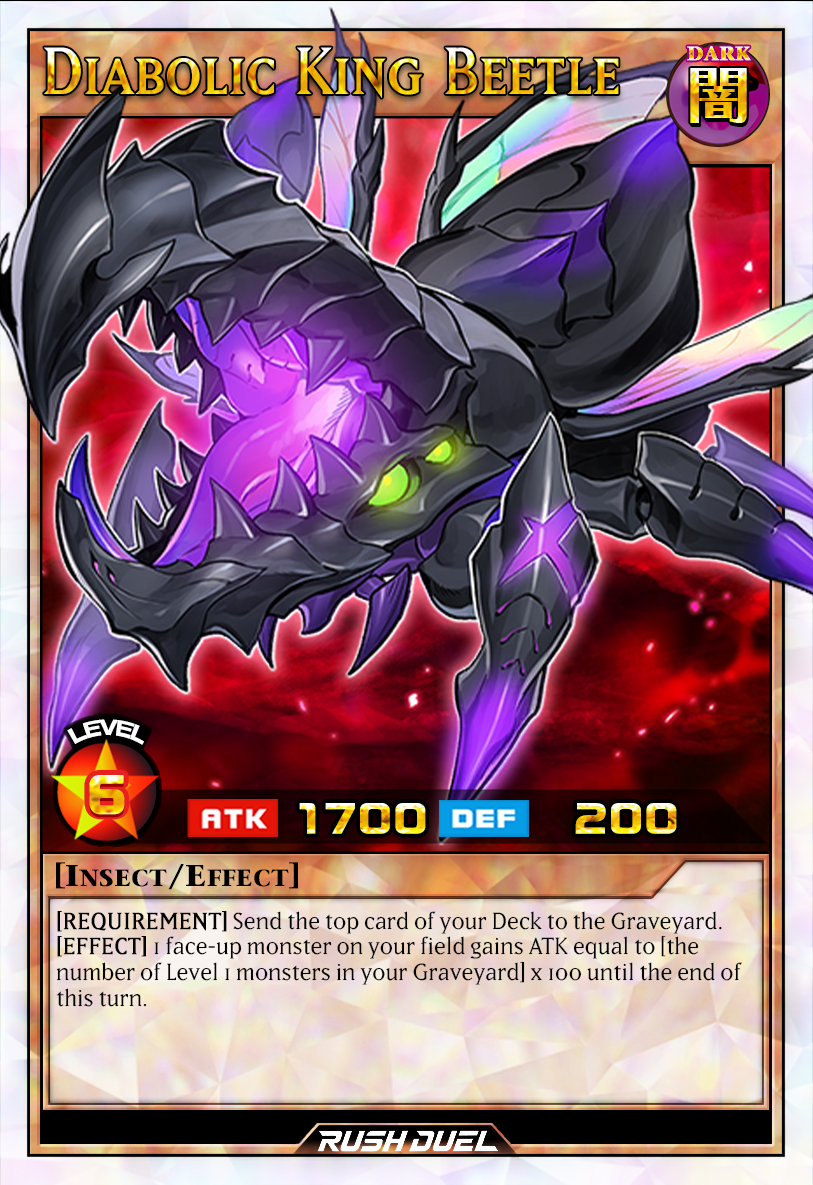 Diabolic King Beetle
DARK
闇
LEVEL
6
ATK 1700 DEF 200
[Insect/Effect]
[REQUIREMENT] Send the top card of your Deck to the Graveyard.
[EFFECT] 1 face-up monster on your field gains ATK equal to [the
number of Level 1 monsters in your Graveyard] x 100 until the end of
this turn.
RUSH DUEL